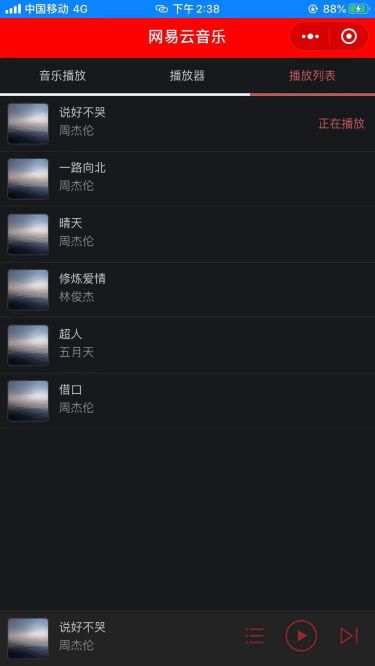 中国移动 4G 下午 2:38 88%
网易云音乐
音乐播放 播放器 播放列表
说好不哭
周杰伦
正在播放
一路向北
周杰伦
晴天
周杰伦
修炼爱情
林俊杰
超人
五月天
借口
周杰伦
说好不哭
周杰伦